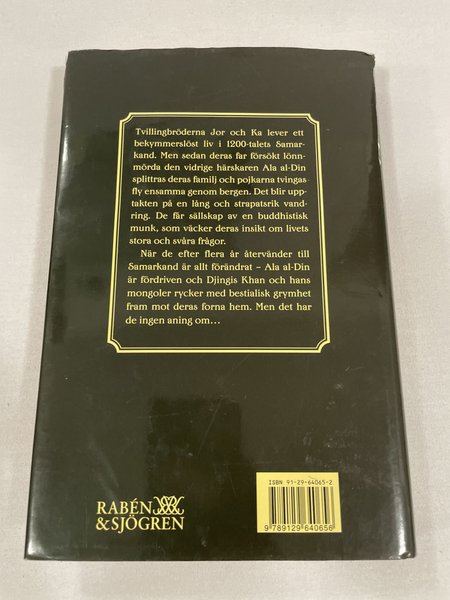 Tvillingbröderna Jor och Ka lever ett
bekymmerslöst liv i 1200-talets Samar-
kand. Men sedan deras far försökt lönn-
mörda den vidrige härskaren Ala al-Din
splittras deras familj och pojkarna tvingas
fly ensamma genom bergen. Det blir upp-
takten på en lång och strapatsrik vand-
ring. De får sällskap av en buddhistisk
munk, som väcker deras insikt om livets
stora och svåra frågor.
När de efter flera år återvänder till
Samarkand är allt förändrat – Ala al-Din
är fördriven och Djingis Khan och hans
mongoler rycker med bestialisk grymhet
fram mot deras forna hem. Men det har
de ingen aning om...
ISBN 91-29-64065-2
9 789129 640656
RABÉN
&SJÖGREN